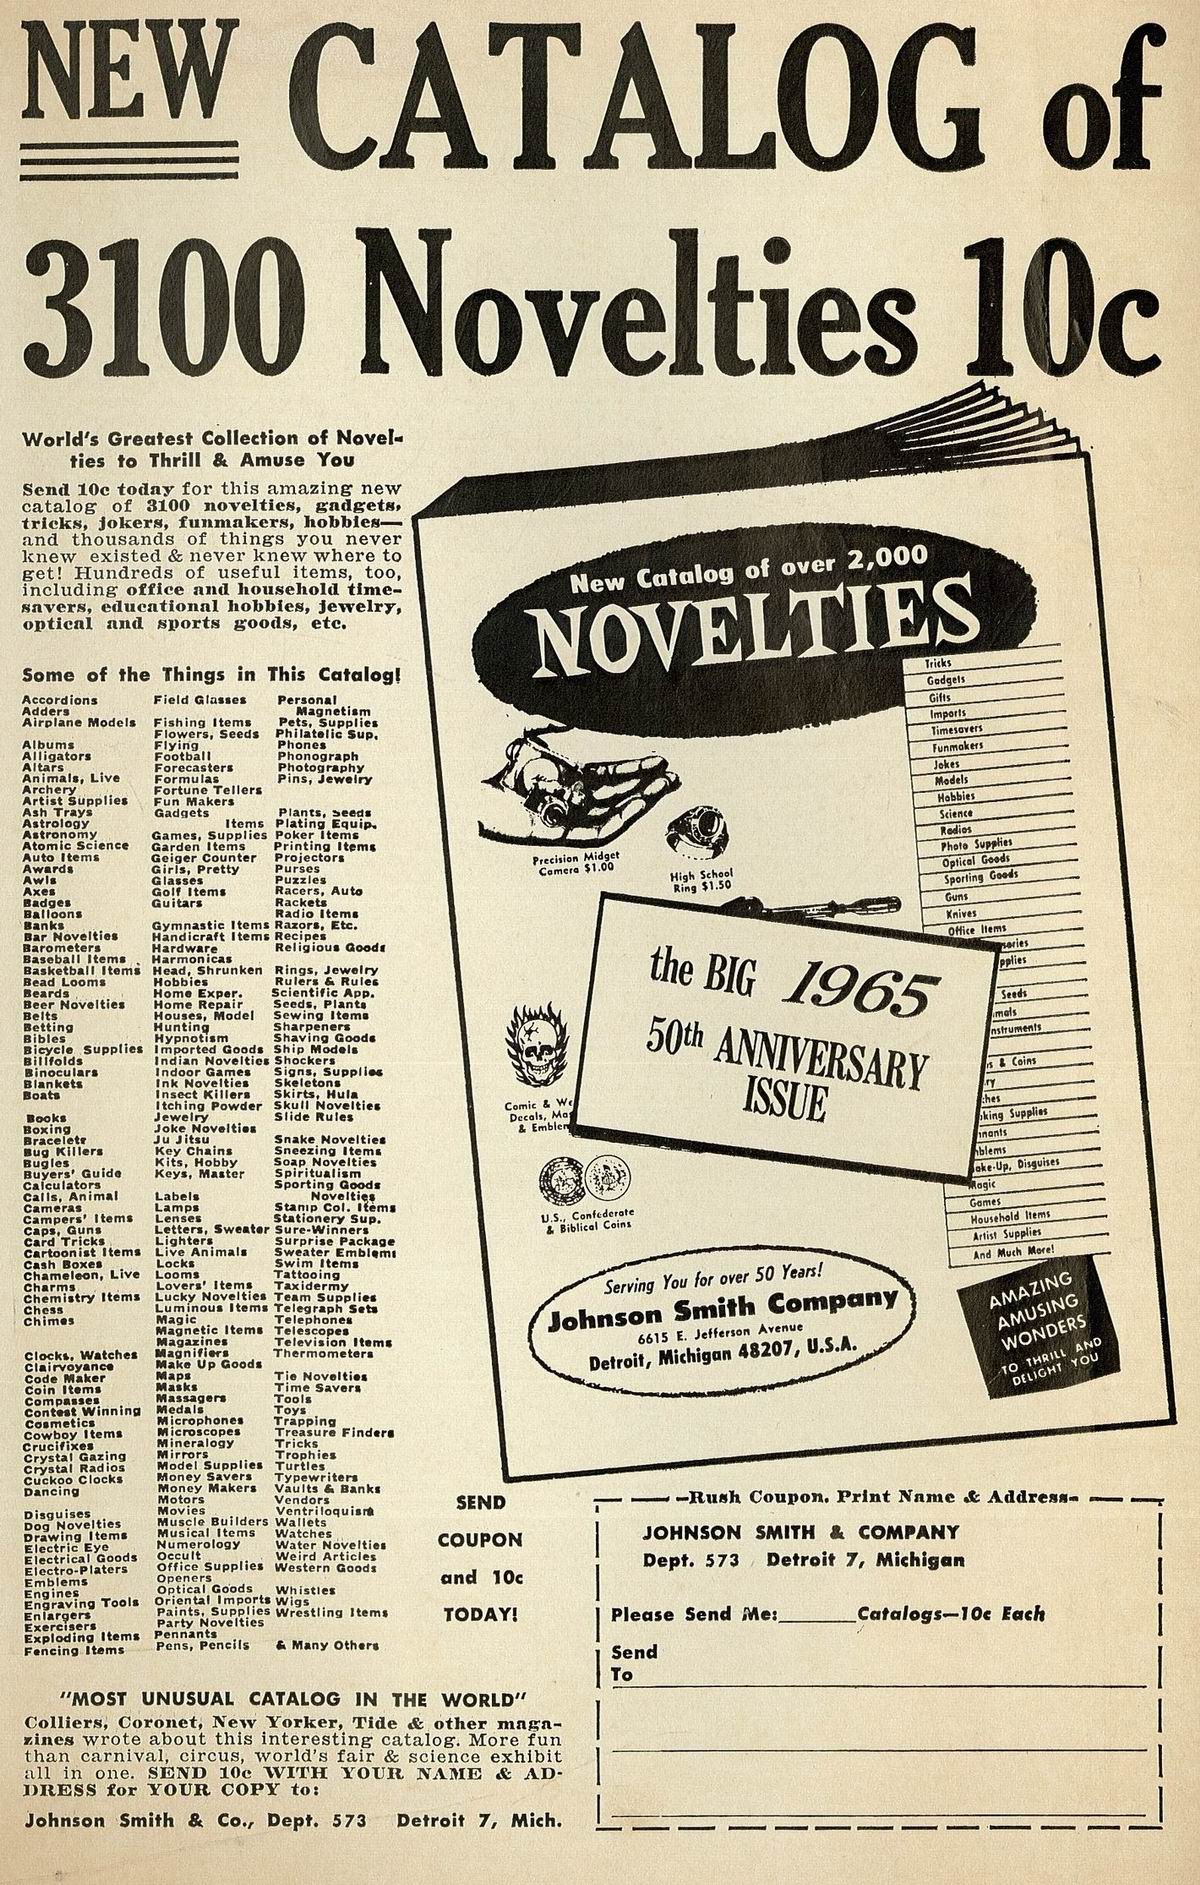 NEW CATALOG of
3100 Novelties 10c
World's Greatest Collection of Novel-
ties to Thrill & Amuse You
Send 10c today for this amazing new
catalog of 3100 novelties, gadgets,
tricks, jokers, funmakers, hobbies—
and thousands of things you never
knew existed & never knew where to
get! Hundreds of useful items, too,
including office and household time-
savers, educational hobbies, jewelry,
optical and sports goods, etc.
Some of the Things in This Catalog!
Accordions
Adders
Airplane Models
Albums
Alligators
Altars
Animals, Live
Archery
Artist Supplies
Ash Trays
Astrology
Astronomy
Atomic Science
Auto Items
Awards
Awls
Axes
Badges
Balloons
Banks
Bar Novelties
Barometers
Baseball Items
Basketball Items
Bead Looms
Beards
Beer Novelties
Belts
Betting
Bibles
Bicycle Supplies
Billfolds
Binoculars
Blankets
Boats
Books
Boxing
Bracelets
Bug Killers
Bugles
Buyers' Guide
Calculators
Calls, Animal
Cameras
Campers' Items
Caps, Guns
Card Tricks
Cartoonist Items
Cash Boxes
Chameleon, Live
Charms
Chemistry Items
Chess
Chimes
Clocks, Watches
Clairvoyance
Code Maker
Coin Items
Compasses
Contest Winning
Cosmetics
Cowboy Items
Crucifixes
Crystal Gazing
Crystal Radios
Cuckoo Clocks
Dancing
Disguises
Dog Novelties
Drawing Items
Electric Eye
Electrical Goods
Electro-Platers
Emblems
Engines
Engraving Tools
Enlargers
Exercisers
Exploding Items
Fencing Items
Field Glasses
Fishing Items
Flowers, Seeds
Flying
Football
Forecasters
Formulas
Fortune Tellers
Fun Makers
Gadgets
Items
Games, Supplies
Garden Items
Geiger Counter
Girls, Pretty
Glasses
Golf Items
Guitars
Gymnastic Items
Handicraft Items
Hardware
Harmonicas
Head, Shrunken
Hobbies
Home Exper.
Home Repair
Houses, Model
Hunting
Hypnotism
Imported Goods
Indian Novelties
Indoor Games
Ink Novelties
Insect Killers
Itching Powder
Jewelry
Joke Novelties
Ju Jitsu
Key Chains
Kits, Hobby
Keys, Master
Labels
Lamps
Lenses
Letters, Sweater
Lighters
Live Animals
Locks
Looms
Lovers' Items
Lucky Novelties
Luminous Items
Magic
Magnetic Items
Magazines
Magnifiers
Make Up Goods
Maps
Masks
Massagers
Medals
Microphones
Microscopes
Mineralogy
Mirrors
Model Supplies
Money Savers
Money Makers
Motors
Movies
Muscle Builders
Musical Items
Numerology
Occult
Office Supplies
Openers
Optical Goods
Oriental Imports
Paints, Supplies
Party Novelties
Pennants
Pens, Pencils
Personal
Magnetism
Pets, Supplies
Philatelic Sup.
Phones
Phonograph
Photography
Pins, Jewelry
Plants, Seeds
Plating Equip.
Poker Items
Printing Items
Projectors
Purses
Puzzles
Racers, Auto
Rackets
Radio Items
Razors, Etc.
Recipes
Religious Goods
Rings, Jewelry
Rulers & Rules
Scientific App.
Seeds, Plants
Sewing Items
Sharpeners
Shaving Goods
Ship Models
Shockers
Signs, Supplies
Skeletons
Skirts, Hula
Skull Novelties
Slide Rules
Snake Novelties
Sneezing Items
Soap Novelties
Spiritualism
Sporting Goods
Novelties
Stamp Col. Items
Stationery Sup.
Sure-Winners
Surprise Package
Sweater Emblems
Swim Items
Tattooing
Taxidermy
Team Supplies
Telegraph Sets
Telephones
Telescopes
Television Items
Thermometers
Tie Novelties
Time Savers
Tools
Toys
Trapping
Treasure Finders
Tricks
Trophies
Turtles
Typewriters
Vaults & Banks
Vendors
Ventriloquism
Wallets
Watches
Water Novelties
Weird Articles
Western Goods
Whistles
Wigs
Wrestling Items
& Many Others
New Catalog of over 2,000
NOVELTIES
Tricks
Gadgets
Gifts
Imports
Timesavers
Funmakers
Jokes
Models
Hobbies
Science
Radios
Photo Supplies
Optical Goods
Sporting Goods
Guns
Knives
Office Items
sories
pplies
Seeds
mals
nstruments
s & Coins
ry
hes
king Supplies
nants
blems
ake-Up, Disguises
Magic
Games
Household Items
Artist Supplies
And Much More!
Precision Midget
Camera $1.00
High School
Ring $1.50
the BIG 1965
50th ANNIVERSARY
ISSUE
Comic & We
Decals, Mas
& Emblem
U.S., Confederate
& Biblical Coins
Serving You for over 50 Years!
Johnson Smith Company
6615 E. Jefferson Avenue
Detroit, Michigan 48207, U.S.A.
AMAZING
AMUSING
WONDERS
TO THRILL AND
DELIGHT YOU
SEND
COUPON
and 10c
TODAY!
Rush Coupon. Print Name & Address
JOHNSON SMITH & COMPANY
Dept. 573 Detroit 7, Michigan
Please Send Me:______Catalogs—10c Each
Send
To
"MOST UNUSUAL CATALOG IN THE WORLD"
Colliers, Coronet, New Yorker, Tide & other maga-
zines wrote about this interesting catalog. More fun
than carnival, circus, world's fair & science exhibit
all in one. SEND 10c WITH YOUR NAME & AD-
DRESS for YOUR COPY to:
Johnson Smith & Co., Dept. 573 Detroit 7, Mich.